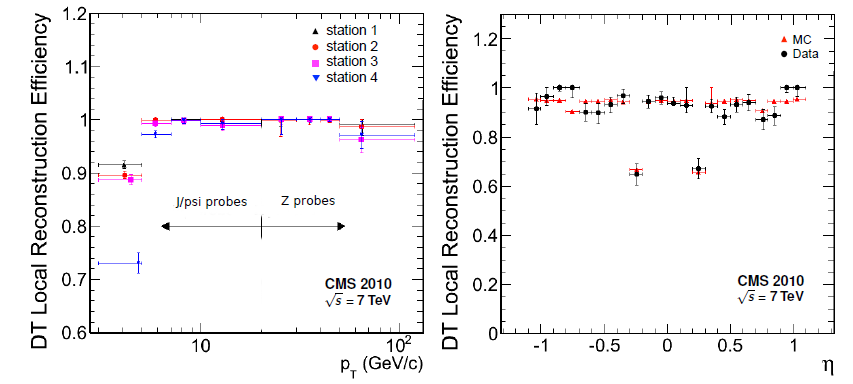 DT Local Reconstruction Efficiency
1.2
1.1
1
0.9
0.8
0.7
0.6
station 1
station 2
station 3
station 4
J/psi probes
Z probes
CMS 2010
√s = 7 TeV
10
10²
p_T (GeV/c)
DT Local Reconstruction Efficiency
1.2
1
0.8
0.6
0.4
0.2
0
MC
Data
CMS 2010
√s = 7 TeV
-1
-0.5
0
0.5
1
η